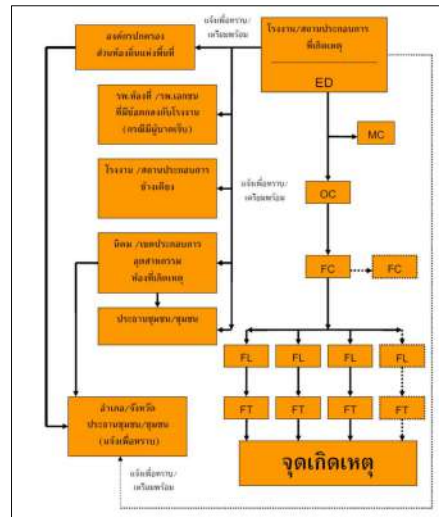 องค์กรปกครอง
ส่วนท้องถิ่นแห่งพื้นที่
แจ้งเพื่อทราบ/
เตรียมพร้อม
โรงงาน/สถานประกอบการ
ที่เกิดเหตุ
ED
รพ.ท้องที่ /รพ.เอกชน
ที่มีข้อตกลงกับโรงงาน
(กรณีมีผู้บาดเจ็บ)
MC
โรงงาน /สถานประกอบการ
ข้างเคียง
แจ้งเพื่อทราบ/
เตรียมพร้อม
OC
นิคม /เขตประกอบการ
อุตสาหกรรม
ท้องที่เกิดเหตุ
FC
FC
ประธานชุมชน/ชุมชน
FL
FL
FL
FL
FT
FT
FT
FT
อำเภอ/จังหวัด
ประธานชุมชน/ชุมชน
(แจ้งเพื่อทราบ)
จุดเกิดเหตุ
แจ้งเพื่อทราบ/
เตรียมพร้อม